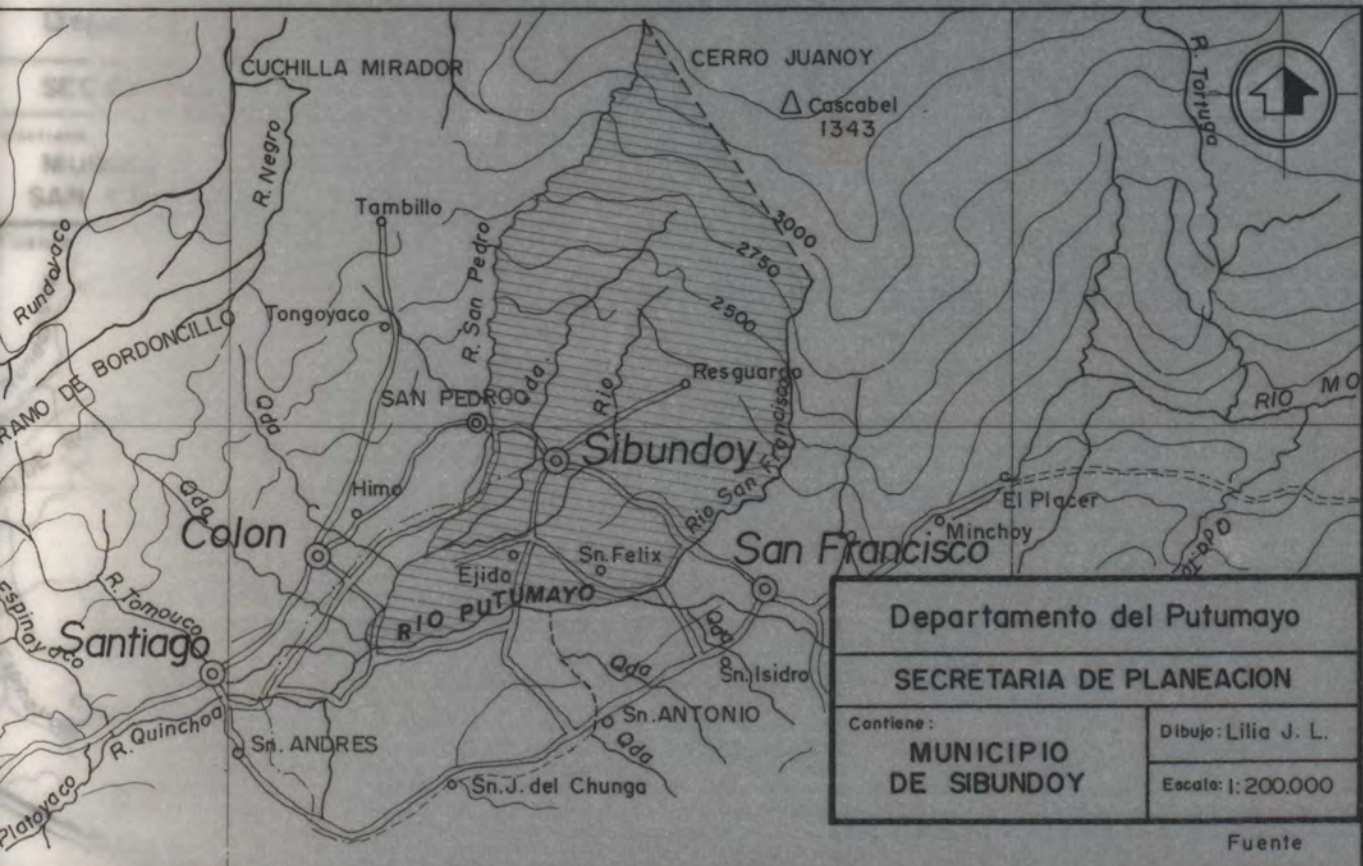 CUCHILLA MIRADOR
CERRO JUANOY
Cascabel
1343
R. Tortuga
R. Negro
Tambillo
Rundayaco
R. San Pedro
3000
2750
2500
Tongoyaco
RAMO DE BORDONCILLO
Resguardo
Qda.
Rio
Qda
SAN PEDRO
RIO MO
Sibundoy
Rio San Francisco
Himo
Qda
El Placer
Minchoy
Colon
San Francisco
Sn. Felix
Ejido
RIO PUTUMAYO
R. Tomouco
Espinayaco
Santiago
Qda
Qda
Sn. Isidro
Sn. ANTONIO
Qda
R. Quinchoa
Sn. ANDRES
Sn. J. del Chunga
Platoyaco
Departamento del Putumayo
SECRETARIA DE PLANEACION
Contiene:
MUNICIPIO
DE SIBUNDOY
Dibujo: Lilia J. L.
Escala: 1:200.000
Fuente